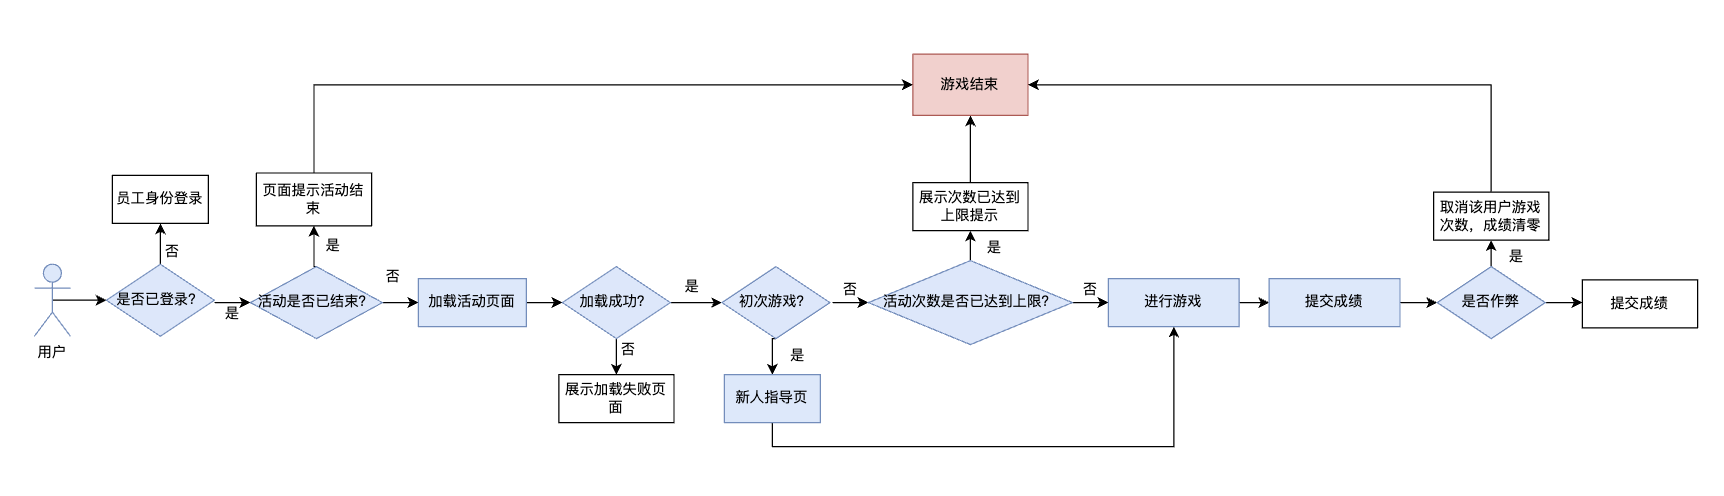 游戏结束
员工身份登录
页面提示活动结
束
展示次数已达到
上限提示
取消该用户游戏
次数，成绩清零
否
是
否
是
是
用户
是否已登录?
是
活动是否已结束?
加载活动页面
加载成功?
是
初次游戏?
否
活动次数是否已达到上限?
否
进行游戏
提交成绩
是否作弊
提交成绩
否
是
展示加载失败页
面
新人指导页